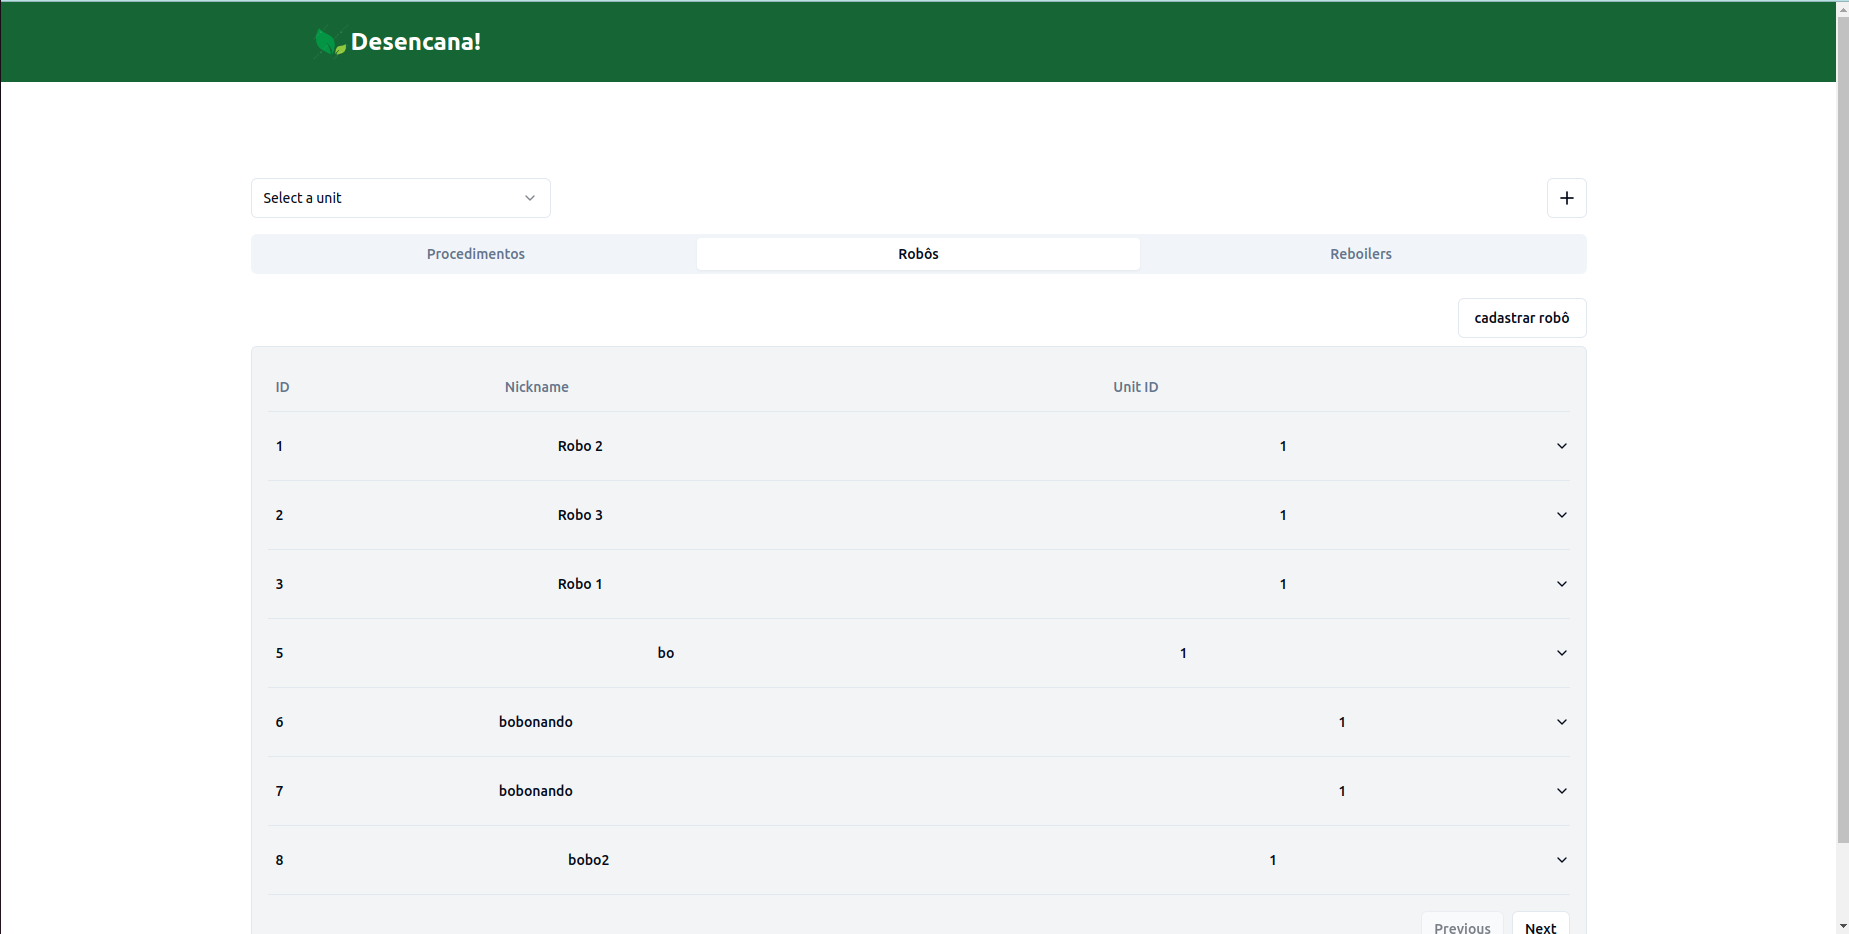 Desencana!
Select a unit
Procedimentos Robôs Reboilers
cadastrar robô
ID Nickname Unit ID
1 Robo 2 1
2 Robo 3 1
3 Robo 1 1
5 bo 1
6 bobonando 1
7 bobonando 1
8 bobo2 1
Previous Next